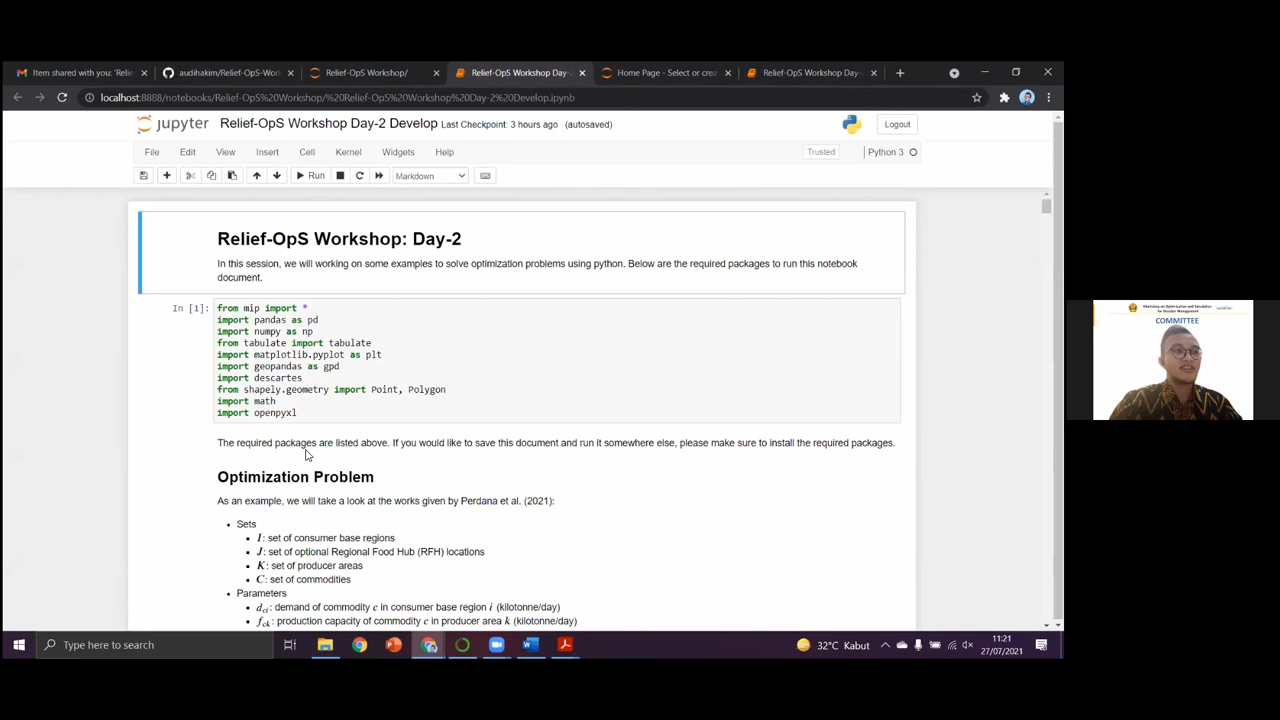 Item shared with you: 'Relie
audihakim/Relief-OpS-Wor
Relief-OpS Workshop/
Relief-OpS Workshop Day-2
Home Page - Select or crea
Relief-OpS Workshop Day-
localhost:8888/notebooks/Relief-OpS%20Workshop/%20Relief-OpS%20Workshop%20Day-2%20Develop.ipynb
jupyter Relief-OpS Workshop Day-2 Develop Last Checkpoint: 3 hours ago (autosaved)
Logout
File Edit View Insert Cell Kernel Widgets Help
Trusted
Python 3
Run
Markdown
Relief-OpS Workshop: Day-2
In this session, we will working on some examples to solve optimization problems using python. Below are the required packages to run this notebook
document.
In [1]: from mip import *
import pandas as pd
import numpy as np
from tabulate import tabulate
import matplotlib.pyplot as plt
import geopandas as gpd
import descartes
from shapely.geometry import Point, Polygon
import math
import openpyxl
The required packages are listed above. If you would like to save this document and run it somewhere else, please make sure to install the required packages.
Optimization Problem
As an example, we will take a look at the works given by Perdana et al. (2021):
• Sets
• I: set of consumer base regions
• J: set of optional Regional Food Hub (RFH) locations
• K: set of producer areas
• C: set of commodities
• Parameters
• d_ci: demand of commodity c in consumer base region i (kilotonne/day)
• f_ck: production capacity of commodity c in producer area k (kilotonne/day)
Type here to search
32°C Kabut
11:21
27/07/2021
Workshop on Optimization and Simulation
for Disaster Management
COMMITTEE